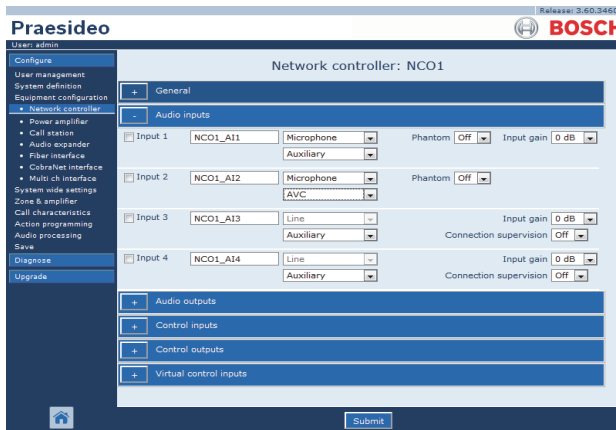 Release: 3.60.3460
Praesideo
BOSCH
User: admin
Configure
User management
System definition
Equipment configuration
• Network controller
• Power amplifier
• Call station
• Audio expander
• Fiber interface
• CobraNet interface
• Multi ch interface
System wide settings
Zone & amplifier
Call characteristics
Action programming
Audio processing
Save
Diagnose
Upgrade
Network controller: NCO1
+ General
- Audio inputs
Input 1 NCO1_AI1 Microphone Phantom Off Input gain 0 dB
Auxiliary
Input 2 NCO1_AI2 Microphone Phantom Off
AVC
Input 3 NCO1_AI3 Line Input gain 0 dB
Auxiliary Connection supervision Off
Input 4 NCO1_AI4 Line Input gain 0 dB
Auxiliary Connection supervision Off
+ Audio outputs
+ Control inputs
+ Control outputs
+ Virtual control inputs
Submit